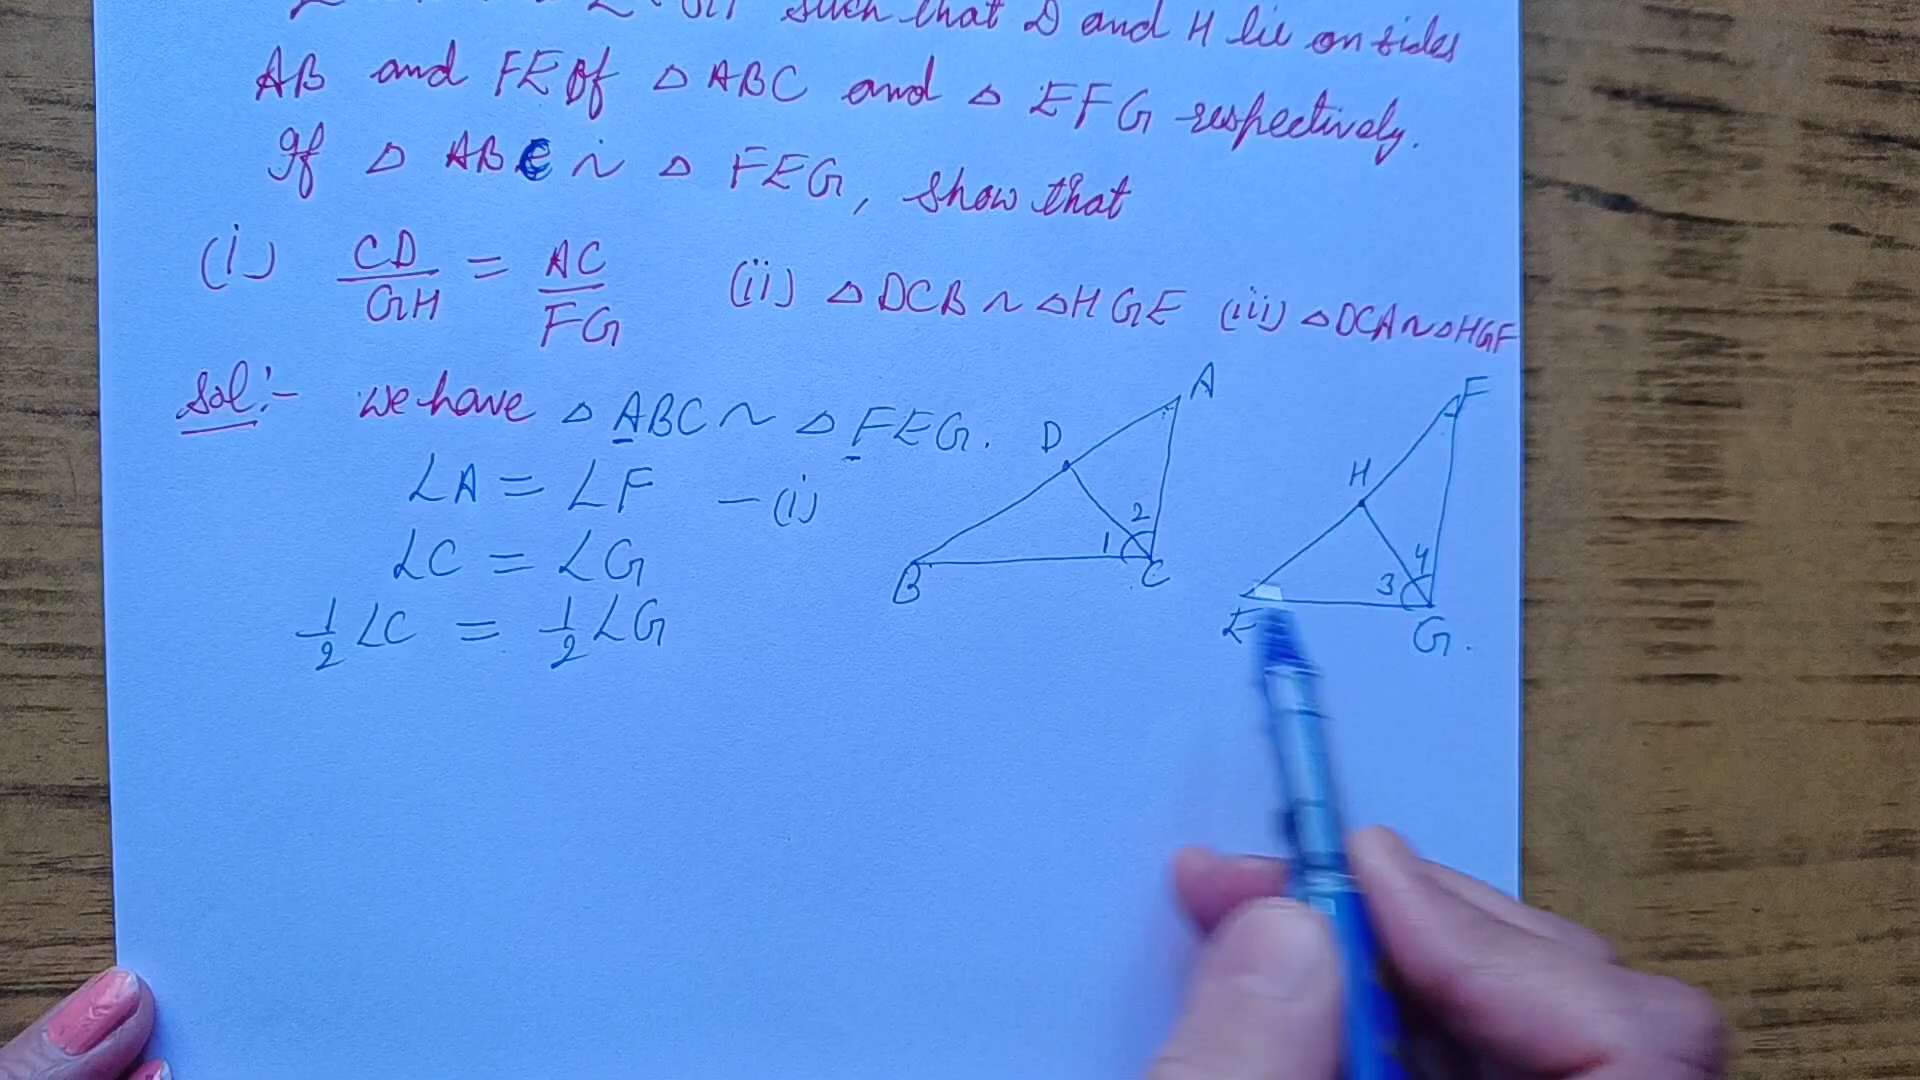 such that D and H lie on sides
AB and FE of △ ABC and △ EFG respectively.
If △ ABC ~ △ FEG, show that
(i) CD/GH = AC/FG (ii) △DCB ~ △HGE (iii) △DCA ~ △HGF
Sol:- We have △ ABC ~ △ FEG.
∠A = ∠F — (i)
∠C = ∠G
1/2 ∠C = 1/2 ∠G
A
D
B
1
2
C
F
H
E
3
4
G.